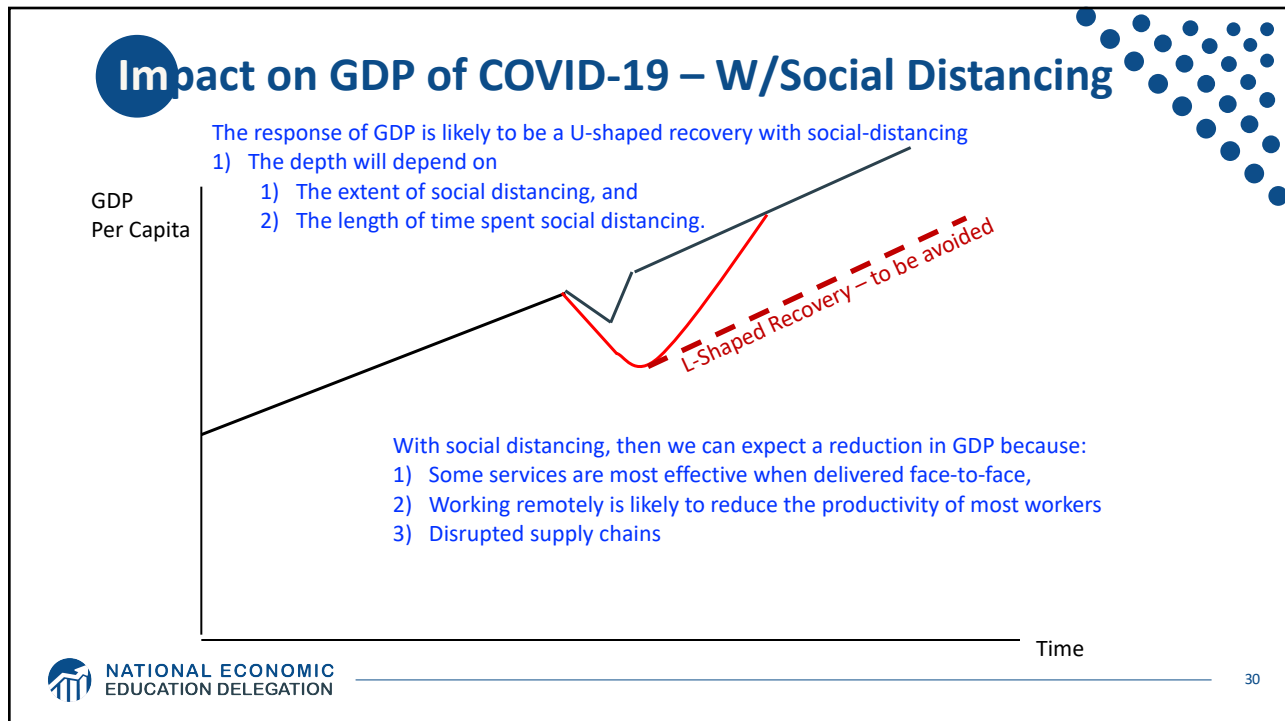 Impact on GDP of COVID-19 – W/Social Distancing
The response of GDP is likely to be a U-shaped recovery with social-distancing
1) The depth will depend on
1) The extent of social distancing, and
2) The length of time spent social distancing.
GDP
Per Capita
L-Shaped Recovery – to be avoided
With social distancing, then we can expect a reduction in GDP because:
1) Some services are most effective when delivered face-to-face,
2) Working remotely is likely to reduce the productivity of most workers
3) Disrupted supply chains
Time
NATIONAL ECONOMIC
EDUCATION DELEGATION
30